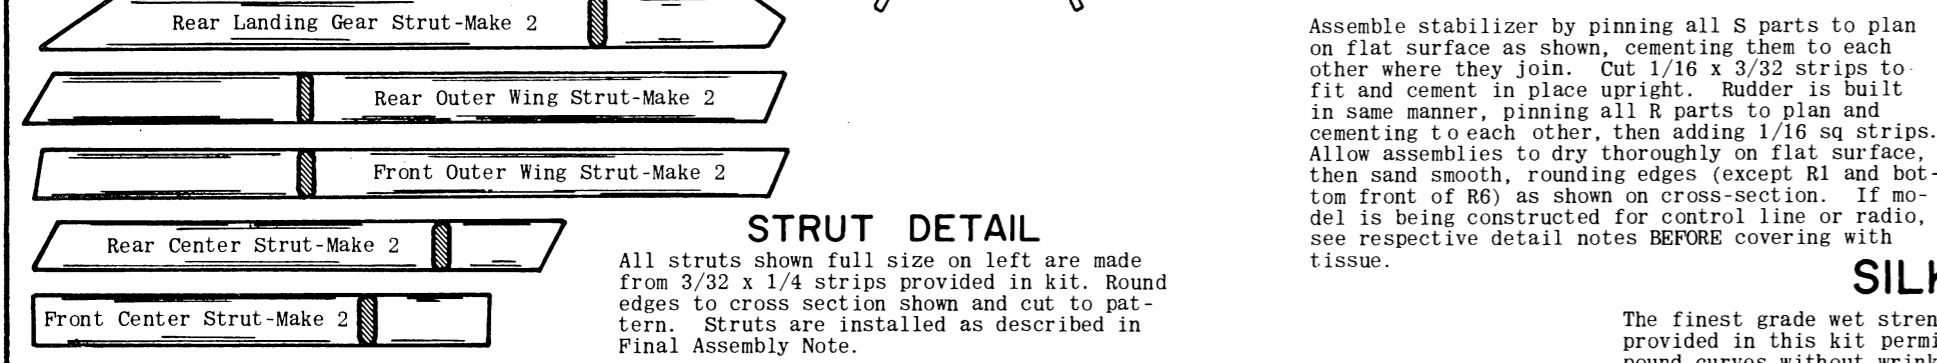 Rear Landing Gear Strut-Make 2
Rear Outer Wing Strut-Make 2
Front Outer Wing Strut-Make 2
Rear Center Strut-Make 2
Front Center Strut-Make 2
STRUT DETAIL
All struts shown full size on left are made
from 3/32 x 1/4 strips provided in kit. Round
edges to cross section shown and cut to pat-
tern. Struts are installed as described in
Final Assembly Note.
Assemble stabilizer by pinning all S parts to plan
on flat surface as shown, cementing them to each
other where they join. Cut 1/16 x 3/32 strips to
fit and cement in place upright. Rudder is built
in same manner, pinning all R parts to plan and
cementing to each other, then adding 1/16 sq strips.
Allow assemblies to dry thoroughly on flat surface,
then sand smooth, rounding edges (except R1 and bot-
tom front of R6) as shown on cross-section. If mo-
del is being constructed for control line or radio,
see respective detail notes BEFORE covering with
tissue.
SILK
The finest grade wet stren
provided in this kit permi
pound curves without wrink